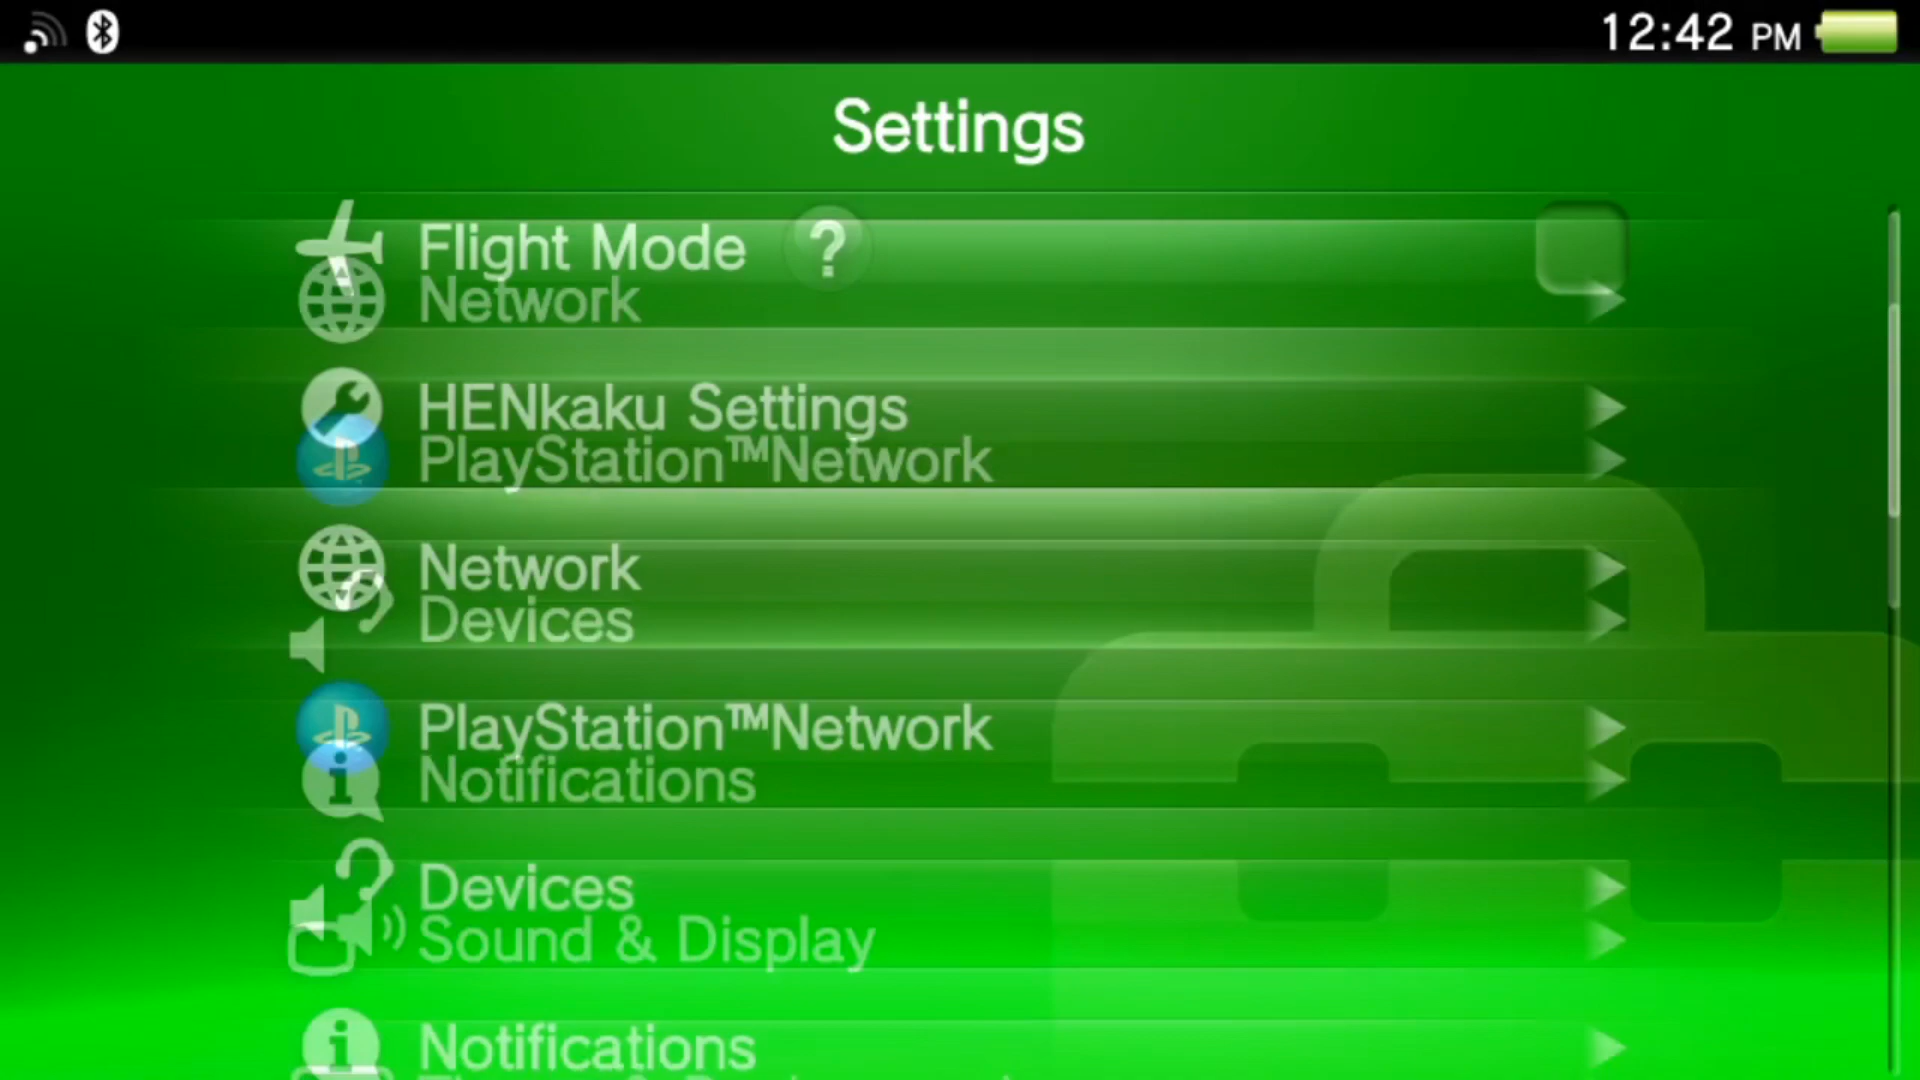 12:42 PM
Settings
Flight Mode ?
Network
HENkaku Settings
PlayStation™Network
Network
Devices
PlayStation™Network
Notifications
Devices
Sound & Display
Notifications